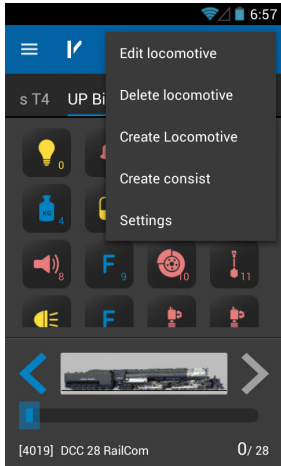 6:57
Edit locomotive
s T4 UP Bi
Delete locomotive
0
Create Locomotive
KG
4
Create consist
Settings
8
F
9
10
11
F
[4019] DCC 28 RailCom
0/ 28